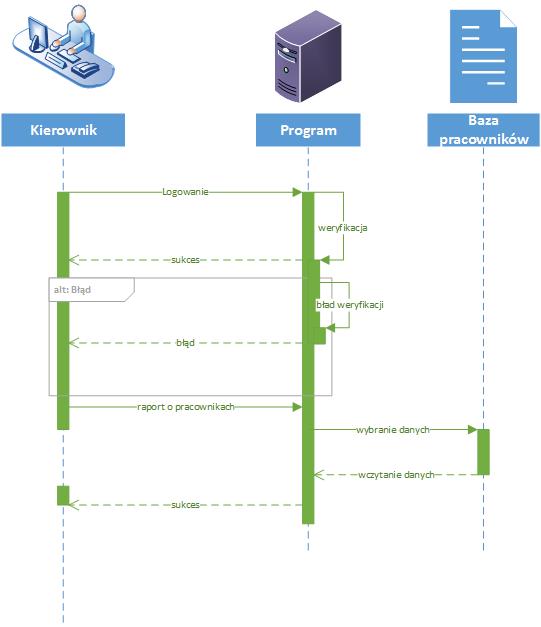 Kierownik
Program
Baza
pracowników
Logowanie
weryfikacja
sukces
alt: Błąd
bład weryfikacji
błąd
raport o pracownikach
wybranie danych
wczytanie danych
sukces